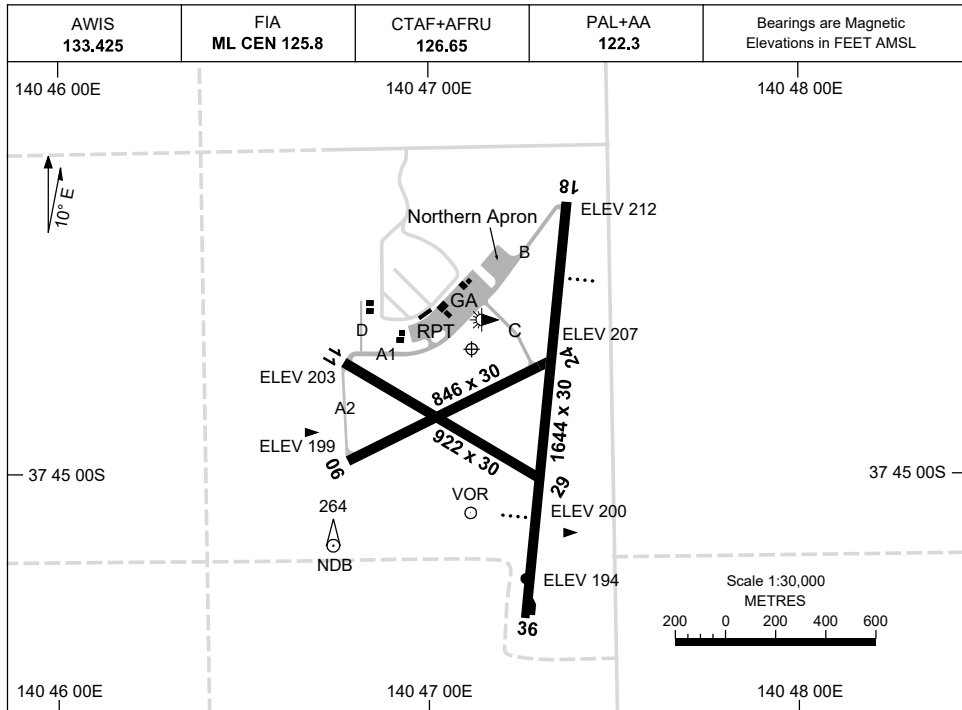 AWIS
133.425
FIA
ML CEN 125.8
CTAF+AFRU
126.65
PAL+AA
122.3
Bearings are Magnetic
Elevations in FEET AMSL
140 46 00E
140 47 00E
140 48 00E
10° E
18
ELEV 212
Northern Apron
B
GA
RPT
C
D
A1
ELEV 207
11
24
ELEV 203
846 x 30
A2
1644 x 30
922 x 30
ELEV 199
06
37 45 00S
37 45 00S
29
264
VOR
ELEV 200
NDB
ELEV 194
36
Scale 1:30,000
METRES
200 0 200 400 600
140 46 00E
140 47 00E
140 48 00E